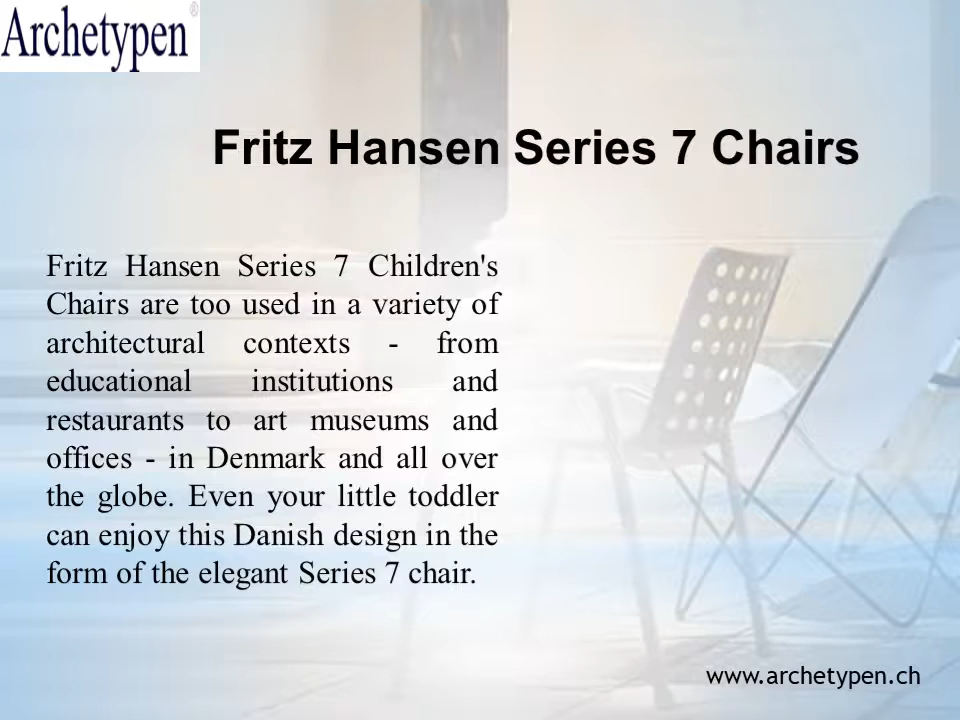 Archetypen®
Fritz Hansen Series 7 Chairs
Fritz Hansen Series 7 Children's
Chairs are too used in a variety of
architectural contexts - from
educational institutions and
restaurants to art museums and
offices - in Denmark and all over
the globe. Even your little toddler
can enjoy this Danish design in the
form of the elegant Series 7 chair.
www.archetypen.ch